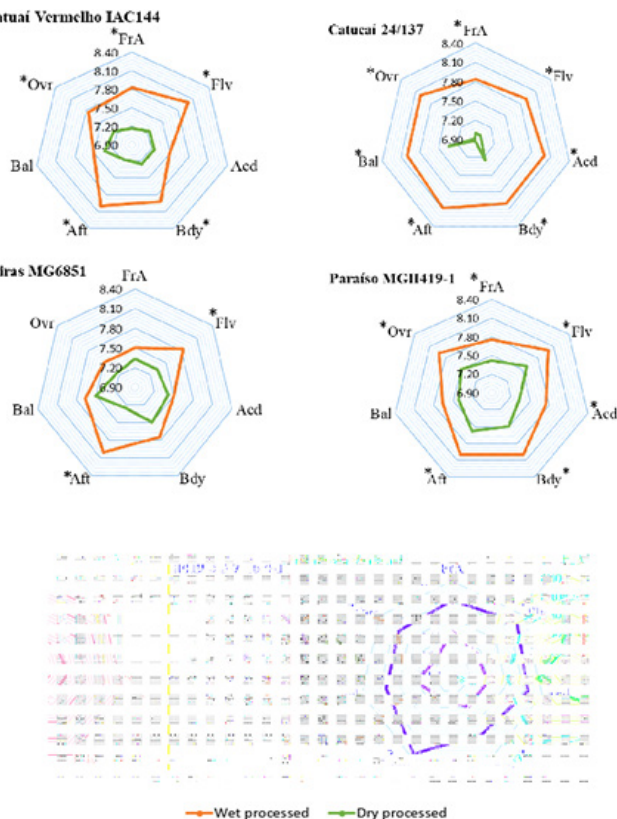 atuaí Vermelho IAC144
*FrA
8.40
*Ovr
*Flv
8.10
7.80
7.50
7.20
6.90
Bal
Acd
*Aft
Bdy*
Catucaí 24/137
*FrA
8.40
*Ovr
*Flv
8.10
7.80
7.50
7.20
6.90
*Bal
*Acd
*Aft
Bdy*
iras MG6851
FrA
8.40
Ovr
*Flv
8.10
7.80
7.50
7.20
6.90
Bal
Acd
*Aft
Bdy
Paraíso MGH419-1
*FrA
8.40
*Ovr
*Flv
8.10
7.80
7.50
7.20
6.90
Bal
*Acd
*Aft
Bdy*
Wet processed
Dry processed